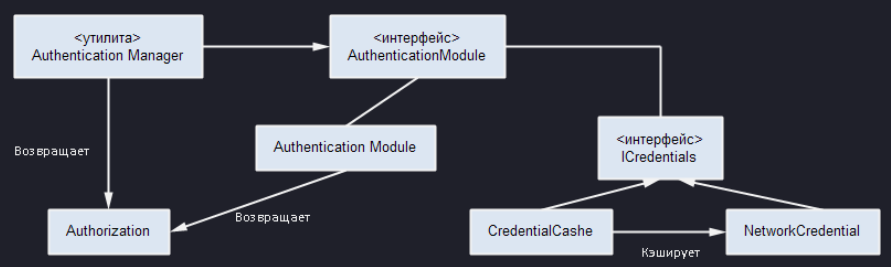 <утилита>
Authentication Manager
<интерфейс>
AuthenticationModule
<интерфейс>
ICredentials
Возвращает
Authentication Module
Authorization
Возвращает
CredentialCashe
Кэширует
NetworkCredential